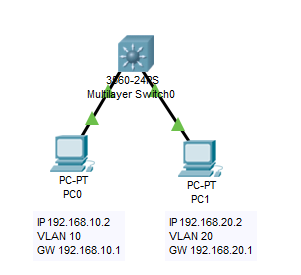 3560-24PS
Multilayer Switch0
PC-PT
PC0
PC-PT
PC1
IP 192.168.10.2
VLAN 10
GW 192.168.10.1
IP 192.168.20.2
VLAN 20
GW 192.168.20.1